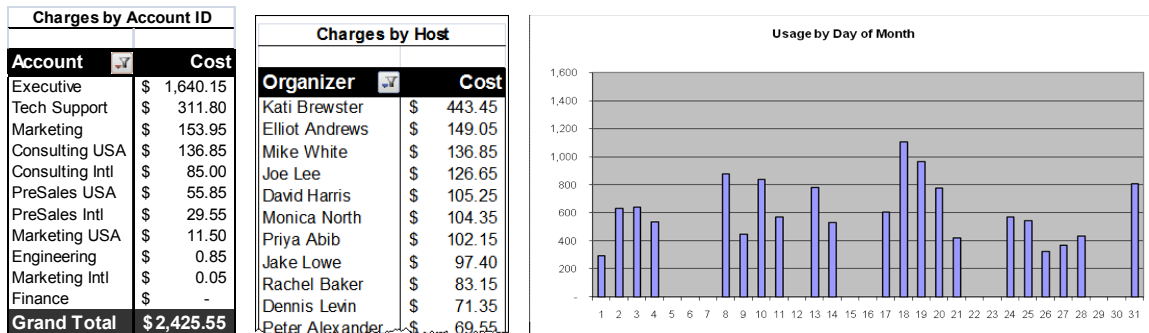 Charges by Account ID
Account Cost
Executive $ 1,640.15
Tech Support $ 311.80
Marketing $ 153.95
Consulting USA $ 136.85
Consulting Intl $ 85.00
PreSales USA $ 55.85
PreSales Intl $ 29.55
Marketing USA $ 11.50
Engineering $ 0.85
Marketing Intl $ 0.05
Finance $ -
Grand Total $2,425.55
Charges by Host
Organizer Cost
Kati Brewster $ 443.45
Elliot Andrews $ 149.05
Mike White $ 136.85
Joe Lee $ 126.65
David Harris $ 105.25
Monica North $ 104.35
Priya Abib $ 102.15
Jake Lowe $ 97.40
Rachel Baker $ 83.15
Dennis Levin $ 71.35
Peter Alexander $ 69.55
Usage by Day of Month
1,600
1,400
1,200
1,000
800
600
400
200
-
1 2 3 4 5 6 7 8 9 10 11 12 13 14 15 16 17 18 19 20 21 22 23 24 25 26 27 28 29 30 31